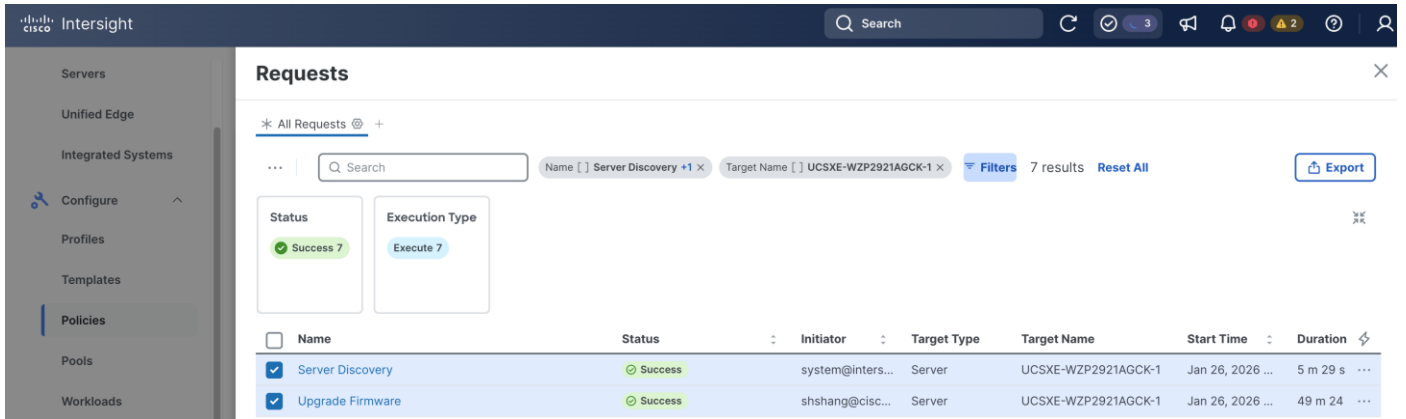 cisco Intersight Search 3 2
Servers
Requests
Unified Edge
All Requests +
Integrated Systems
... Search Name [ ] Server Discovery +1 × Target Name [ ] UCSXE-WZP2921AGCK-1 × Filters 7 results Reset All Export
Configure
Status Execution Type
Profiles
Success 7 Execute 7
Templates
Policies
Name Status Initiator Target Type Target Name Start Time Duration
Pools
Server Discovery Success system@inters... Server UCSXE-WZP2921AGCK-1 Jan 26, 2026 ... 5 m 29 s ...
Workloads
Upgrade Firmware Success shshang@cisc... Server UCSXE-WZP2921AGCK-1 Jan 26, 2026 ... 49 m 24 ...